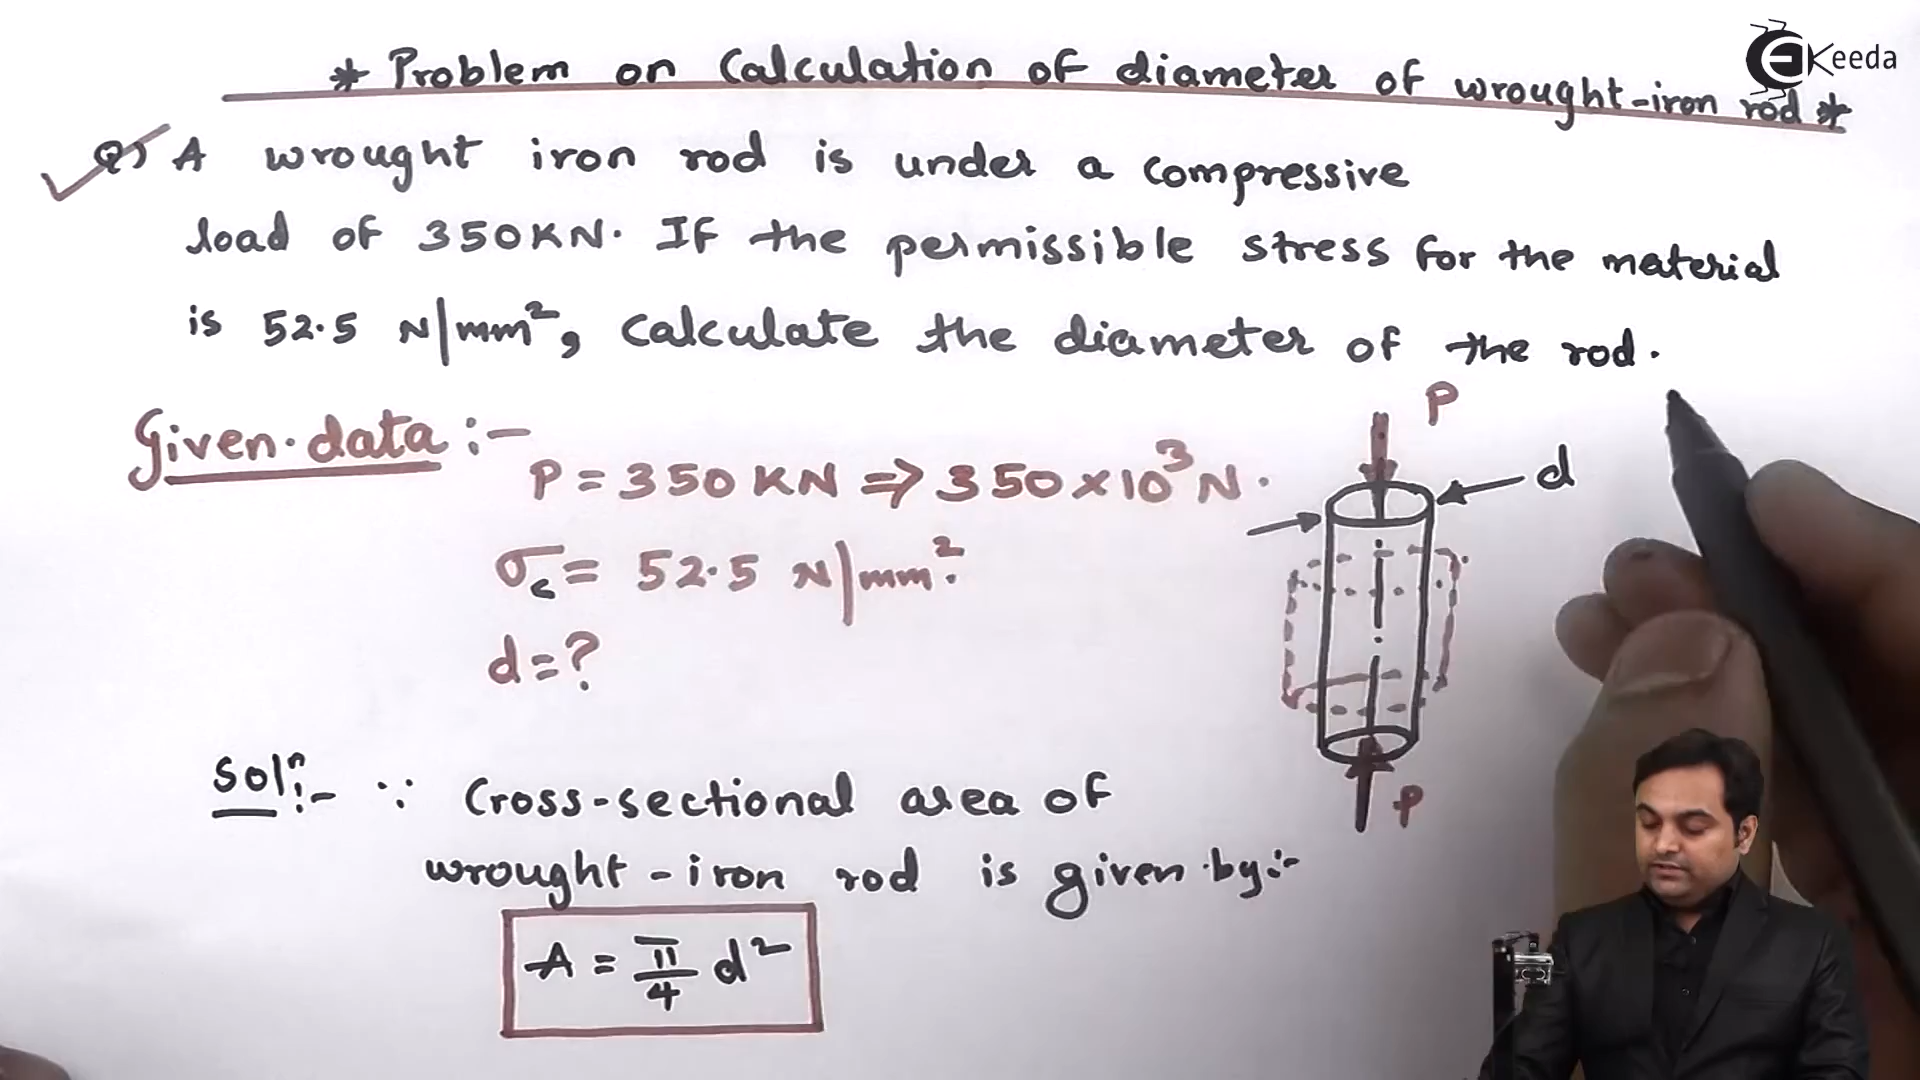 * Problem on Calculation of diameter of wrought-iron rod *
EKeeda
Q) A wrought iron rod is under a compressive
load of 350KN. If the permissible stress for the material
is 52.5 N/mm², Calculate the diameter of the rod.
Given data :-
P = 350 KN => 350×10³ N.
σc = 52.5 N/mm².
d = ?
P
d
P
Solⁿ:- ∵ Cross-sectional area of
wrought-iron rod is given by:-
A = π/4 d²